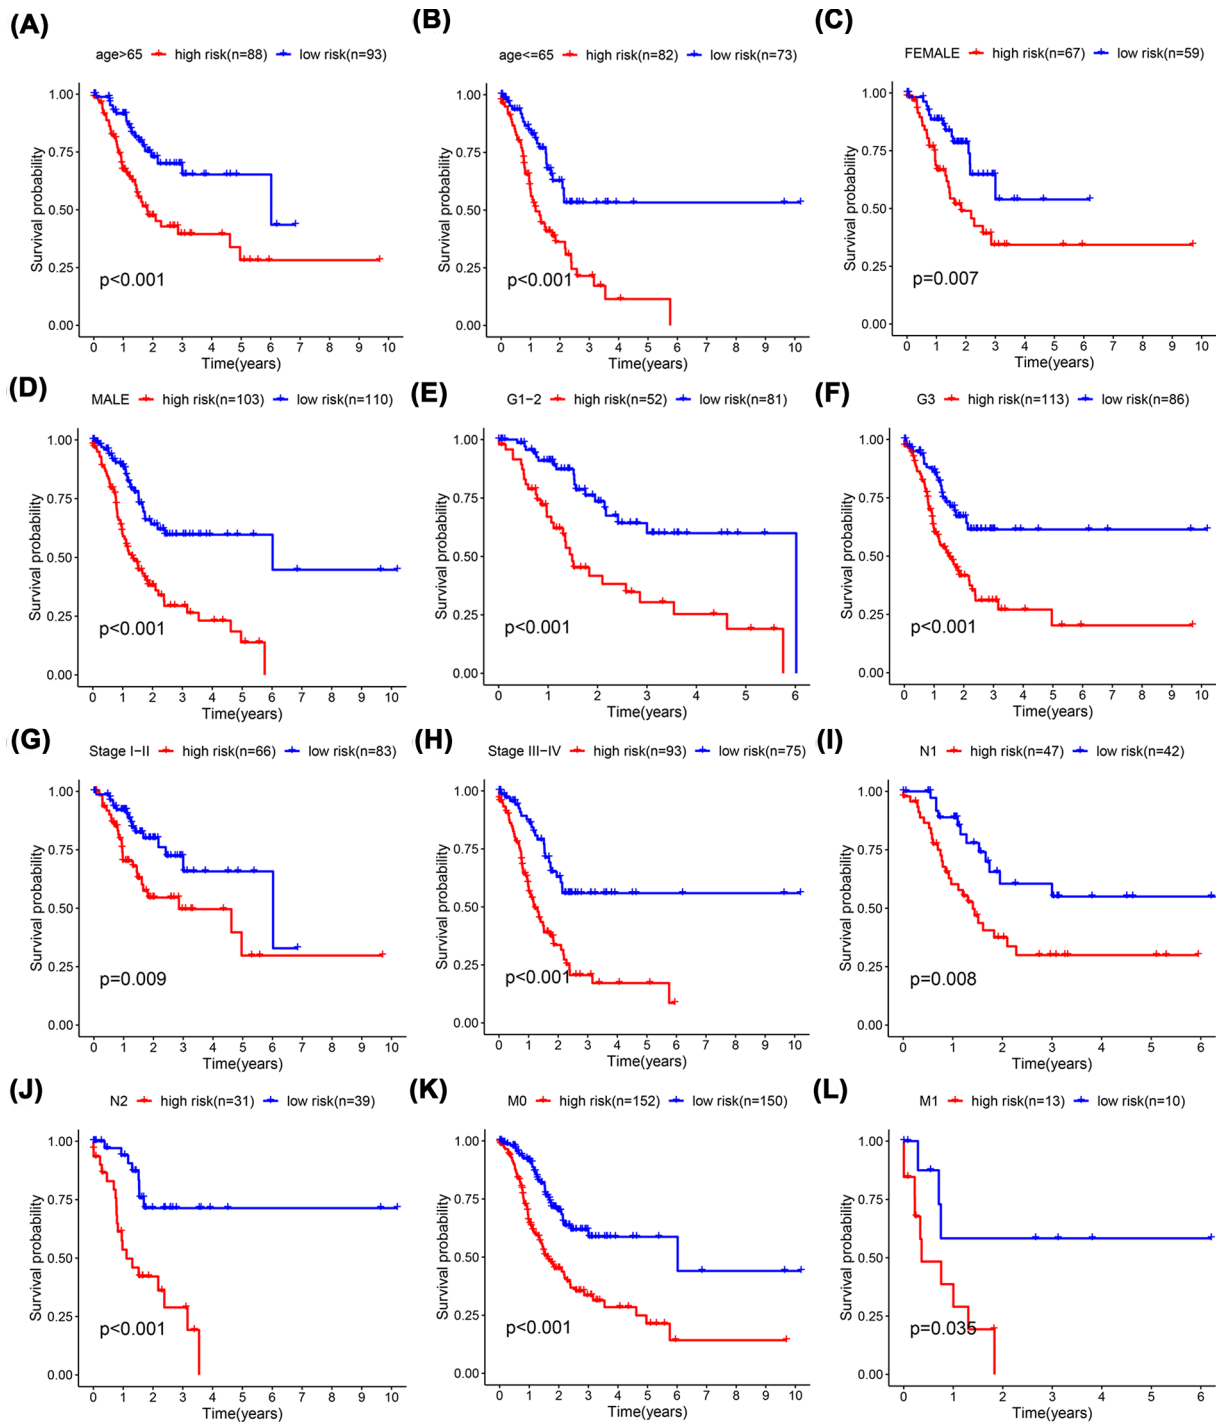 (A)
age>65 high risk(n=88) low risk(n=93)
Survival probability
1.00
0.75
0.50
0.25
0.00
p<0.001
0 1 2 3 4 5 6 7 8 9 10
Time(years)
(B)
age<=65 high risk(n=82) low risk(n=73)
Survival probability
1.00
0.75
0.50
0.25
0.00
p<0.001
0 1 2 3 4 5 6 7 8 9 10
Time(years)
(C)
FEMALE high risk(n=67) low risk(n=59)
Survival probability
1.00
0.75
0.50
0.25
0.00
p=0.007
0 1 2 3 4 5 6 7 8 9 10
Time(years)
(D)
MALE high risk(n=103) low risk(n=110)
Survival probability
1.00
0.75
0.50
0.25
0.00
p<0.001
0 1 2 3 4 5 6 7 8 9 10
Time(years)
(E)
G1-2 high risk(n=52) low risk(n=81)
Survival probability
1.00
0.75
0.50
0.25
0.00
p<0.001
0 1 2 3 4 5 6
Time(years)
(F)
G3 high risk(n=113) low risk(n=86)
Survival probability
1.00
0.75
0.50
0.25
0.00
p<0.001
0 1 2 3 4 5 6 7 8 9 10
Time(years)
(G)
Stage I-II high risk(n=66) low risk(n=83)
Survival probability
1.00
0.75
0.50
0.25
0.00
p=0.009
0 1 2 3 4 5 6 7 8 9 10
Time(years)
(H)
Stage III-IV high risk(n=93) low risk(n=75)
Survival probability
1.00
0.75
0.50
0.25
0.00
p<0.001
0 1 2 3 4 5 6 7 8 9 10
Time(years)
(I)
N1 high risk(n=47) low risk(n=42)
Survival probability
1.00
0.75
0.50
0.25
0.00
p=0.008
0 1 2 3 4 5 6
Time(years)
(J)
N2 high risk(n=31) low risk(n=39)
Survival probability
1.00
0.75
0.50
0.25
0.00
p<0.001
0 1 2 3 4 5 6 7 8 9 10
Time(years)
(K)
M0 high risk(n=152) low risk(n=150)
Survival probability
1.00
0.75
0.50
0.25
0.00
p<0.001
0 1 2 3 4 5 6 7 8 9 10
Time(years)
(L)
M1 high risk(n=13) low risk(n=10)
Survival probability
1.00
0.75
0.50
0.25
0.00
p=0.035
0 1 2 3 4 5 6
Time(years)